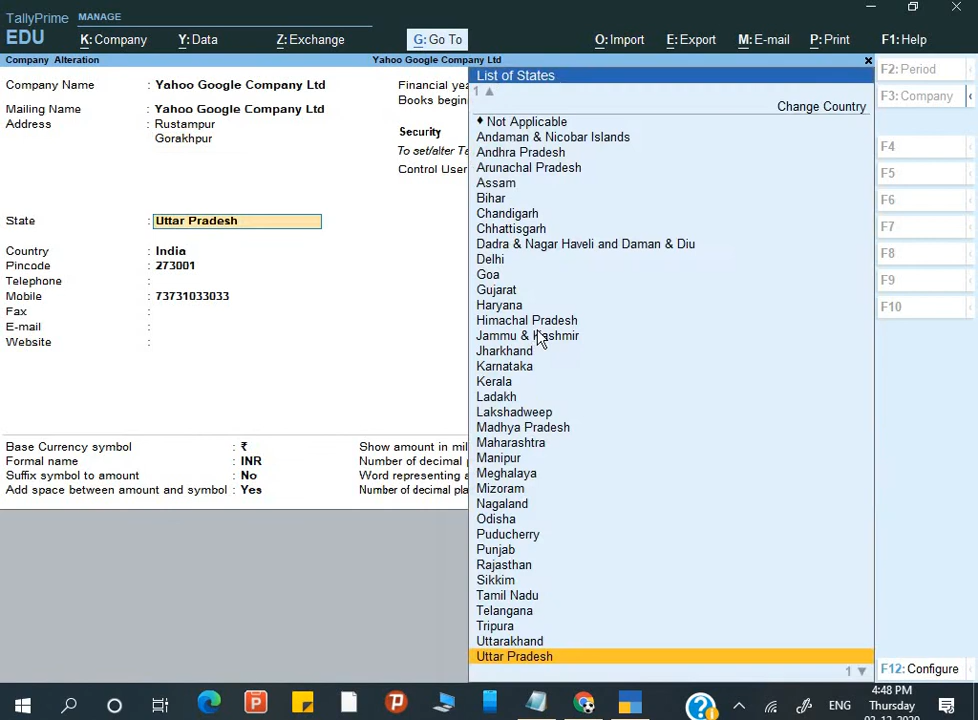 TallyPrime MANAGE
EDU
K: Company Y: Data Z: Exchange G: Go To O: Import E: Export M: E-mail P: Print F1: Help
Company Alteration Yahoo Google Company Ltd
Company Name : Yahoo Google Company Ltd
Mailing Name : Yahoo Google Company Ltd
Address : Rustampur
Gorakhpur
State : Uttar Pradesh
Country : India
Pincode : 273001
Telephone :
Mobile : 73731033033
Fax :
E-mail :
Website :
Financial yea
Books begin
Security
To set/alter Ta
Control User
Base Currency symbol : ₹
Formal name : INR
Suffix symbol to amount : No
Add space between amount and symbol : Yes
Show amount in mil
Number of decimal p
Word representing a
Number of decimal pla
List of States
1
Change Country
♦ Not Applicable
Andaman & Nicobar Islands
Andhra Pradesh
Arunachal Pradesh
Assam
Bihar
Chandigarh
Chhattisgarh
Dadra & Nagar Haveli and Daman & Diu
Delhi
Goa
Gujarat
Haryana
Himachal Pradesh
Jammu & Kashmir
Jharkhand
Karnataka
Kerala
Ladakh
Lakshadweep
Madhya Pradesh
Maharashtra
Manipur
Meghalaya
Mizoram
Nagaland
Odisha
Puducherry
Punjab
Rajasthan
Sikkim
Tamil Nadu
Telangana
Tripura
Uttarakhand
Uttar Pradesh
1
F2: Period
F3: Company
F4
F5
F6
F7
F8
F9
F10
F12: Configure
ENG
4:48 PM
Thursday